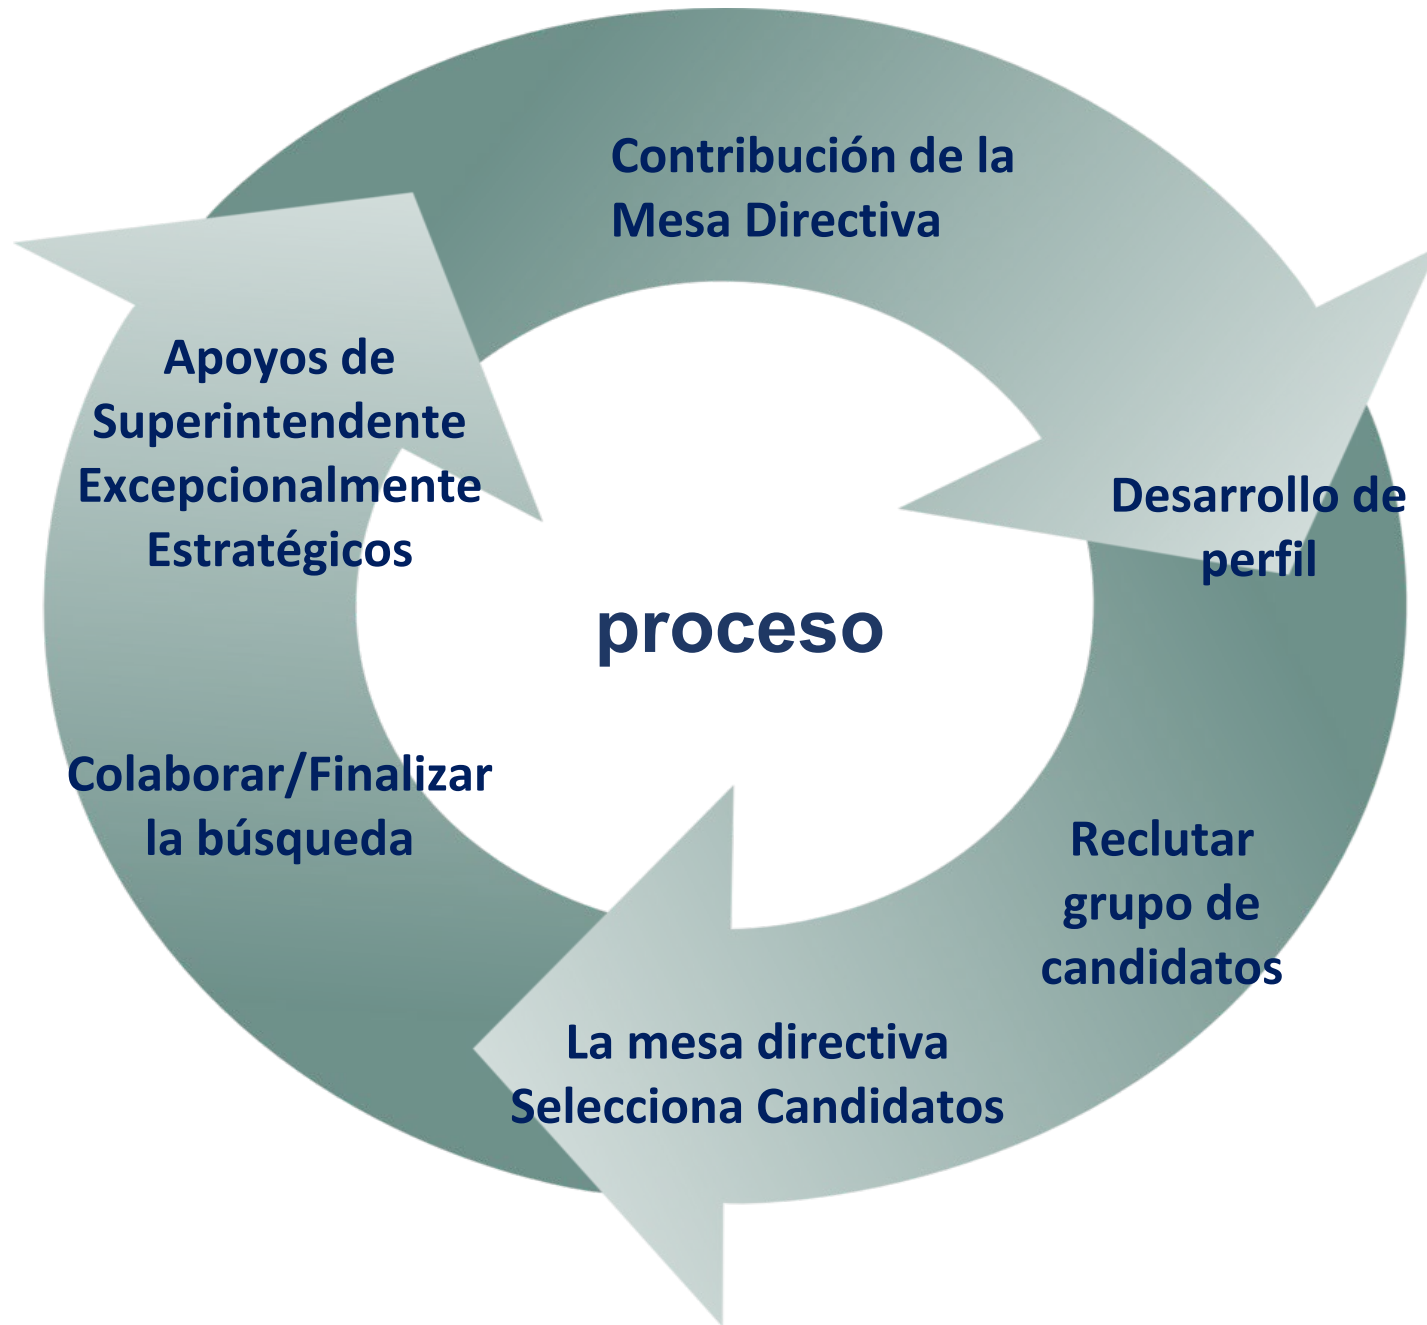 Contribución de la
Mesa Directiva
Desarrollo de
perfil
Reclutar
grupo de
candidatos
La mesa directiva
Selecciona Candidatos
Colaborar/Finalizar
la búsqueda
Apoyos de
Superintendente
Excepcionalmente
Estratégicos
proceso